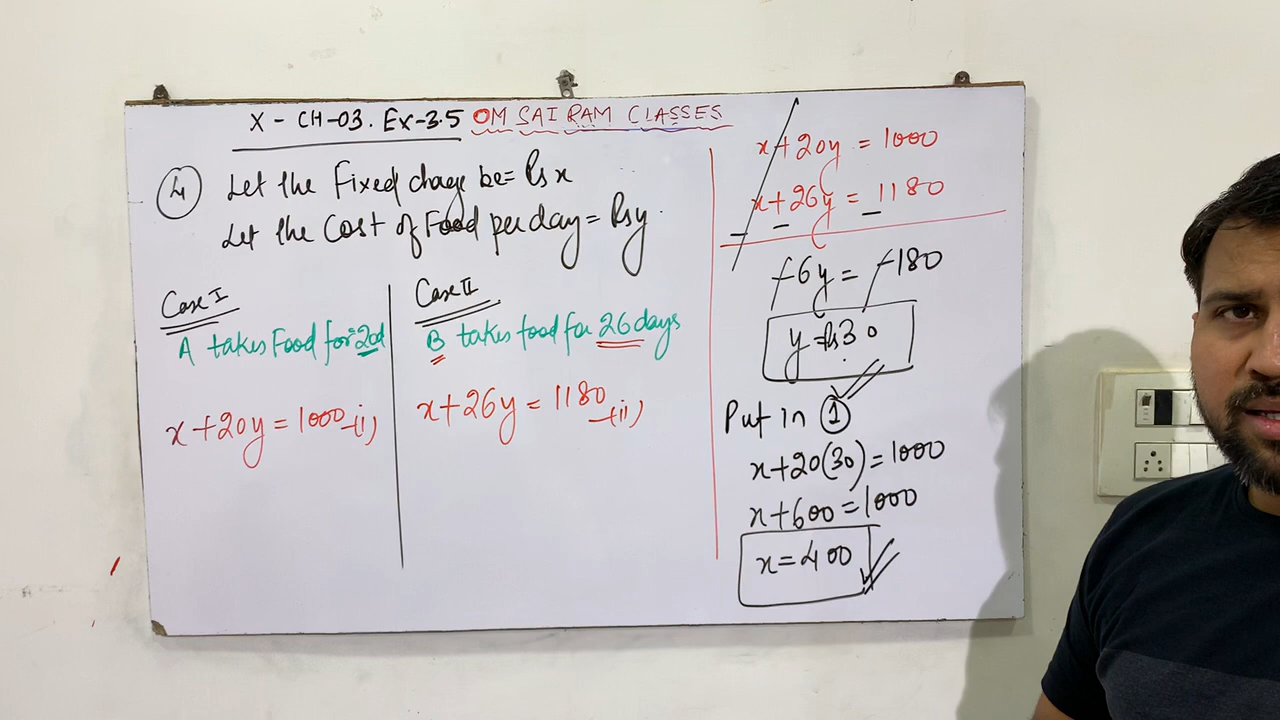 X - CH-03. Ex-3.5 OM SAI RAM CLASSES
4 Let the Fixed charge be = Rs x
Let the Cost of Food per day = Rs y.
Case I
A takes Food for 20d
x + 20y = 1000 -(i)
Case II
B takes food for 26 days
x + 26y = 1180 -(ii)
x + 20y = 1000
x + 26y = 1180
- - -
-6y = -180
y = Rs 30
Put in 1
x + 20(30) = 1000
x + 600 = 1000
x = 400